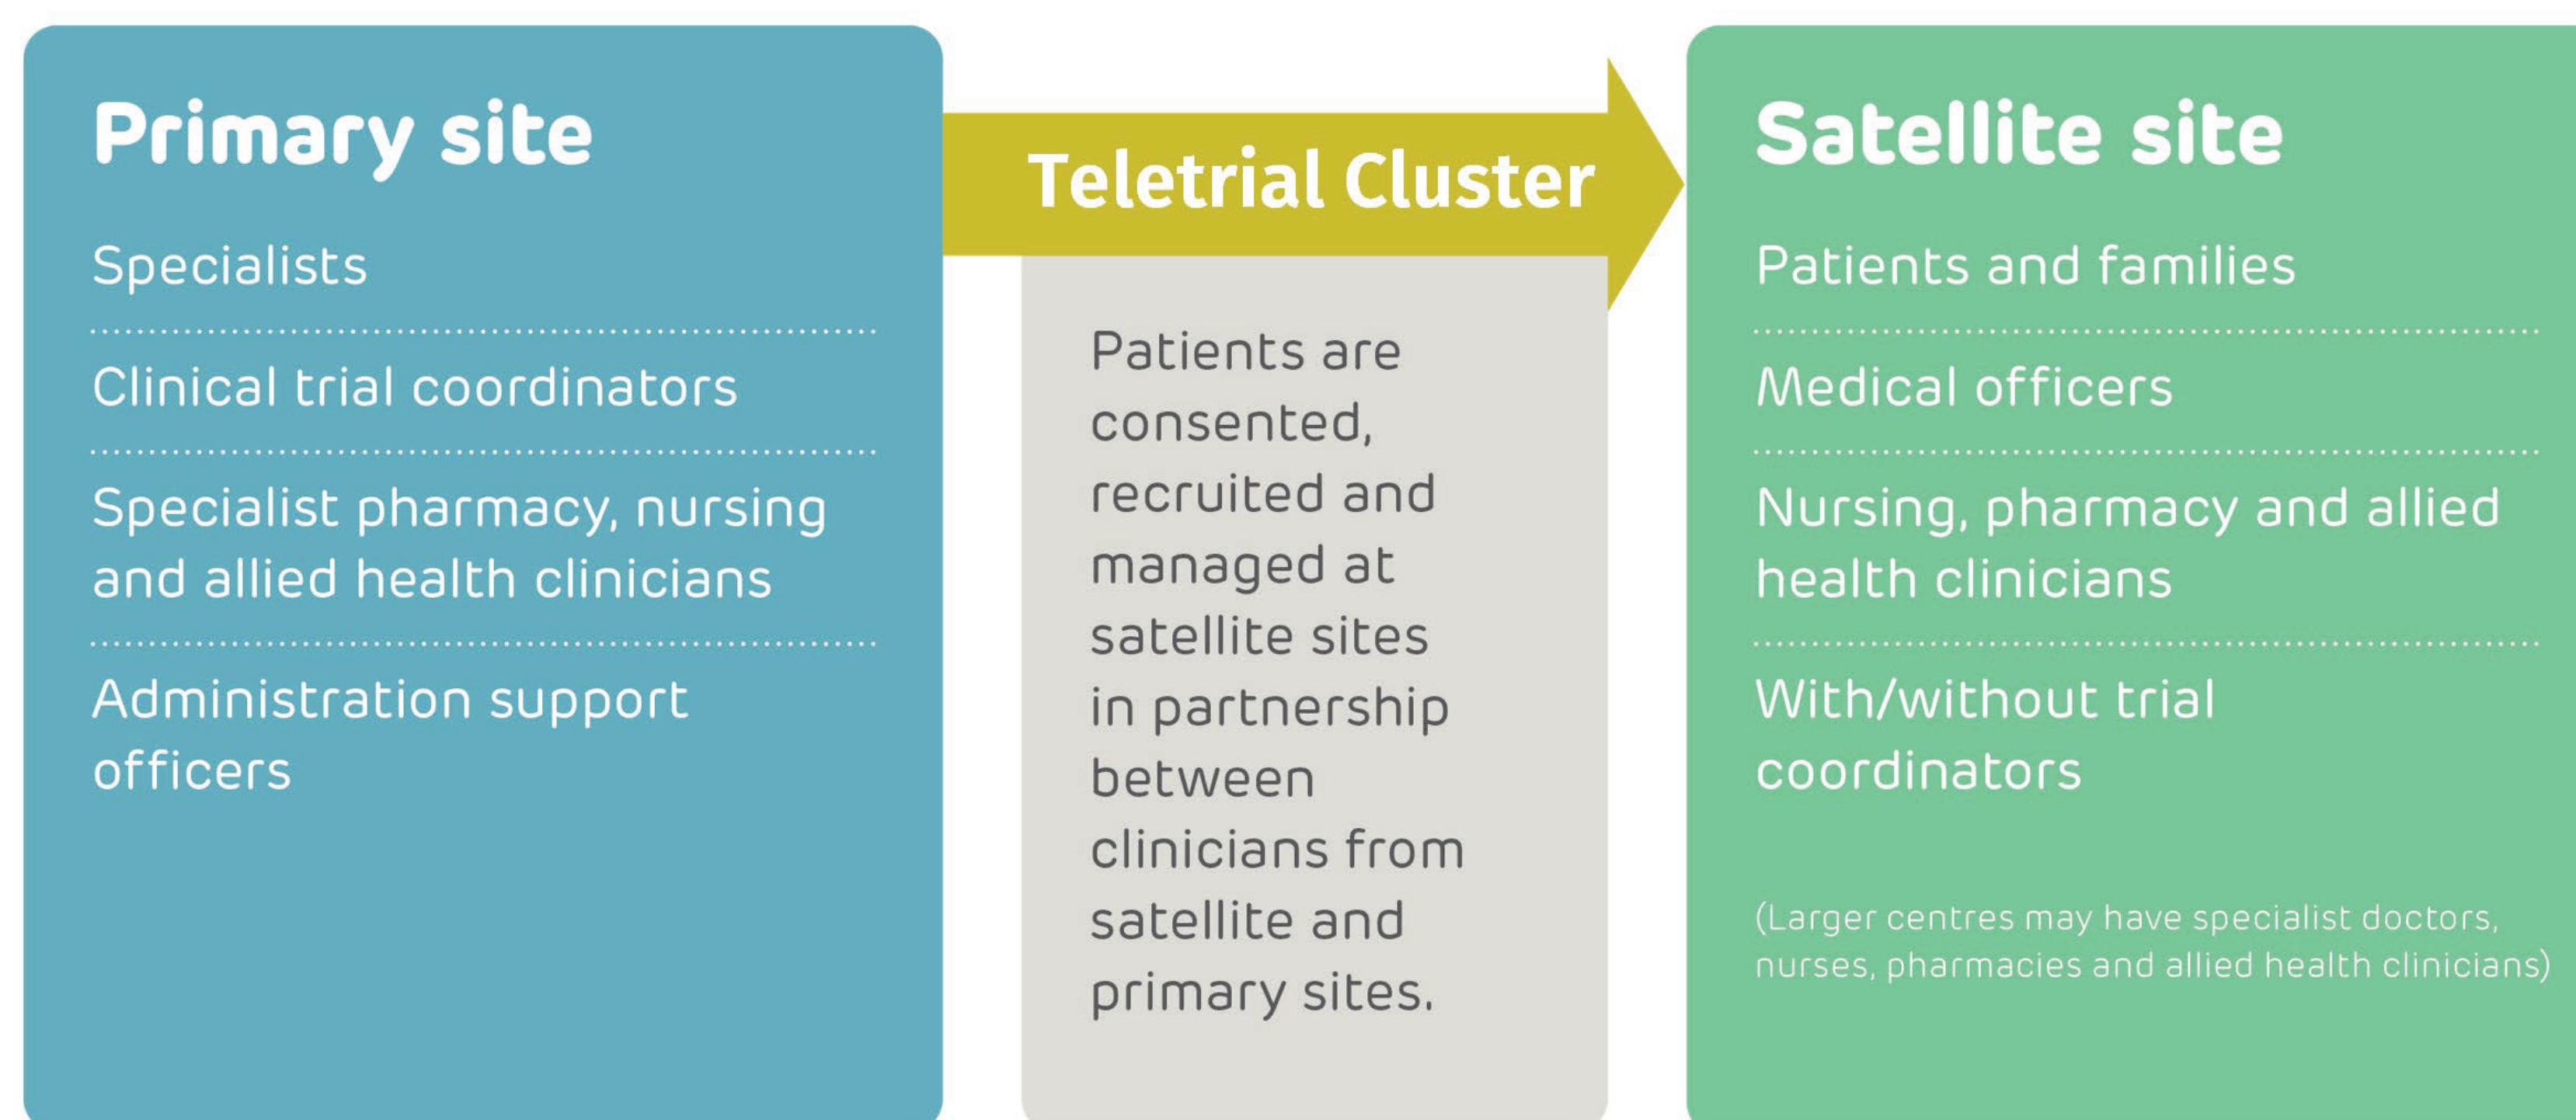 Primary site
Specialists
Clinical trial coordinators
Specialist pharmacy, nursing
and allied health clinicians
Administration support
officers
Teletrial Cluster
Patients are
consented,
recruited and
managed at
satellite sites
in partnership
between
clinicians from
satellite and
primary sites.
Satellite site
Patients and families
Medical officers
Nursing, pharmacy and allied
health clinicians
With/without trial
coordinators
(Larger centres may have specialist doctors,
nurses, pharmacies and allied health clinicians)